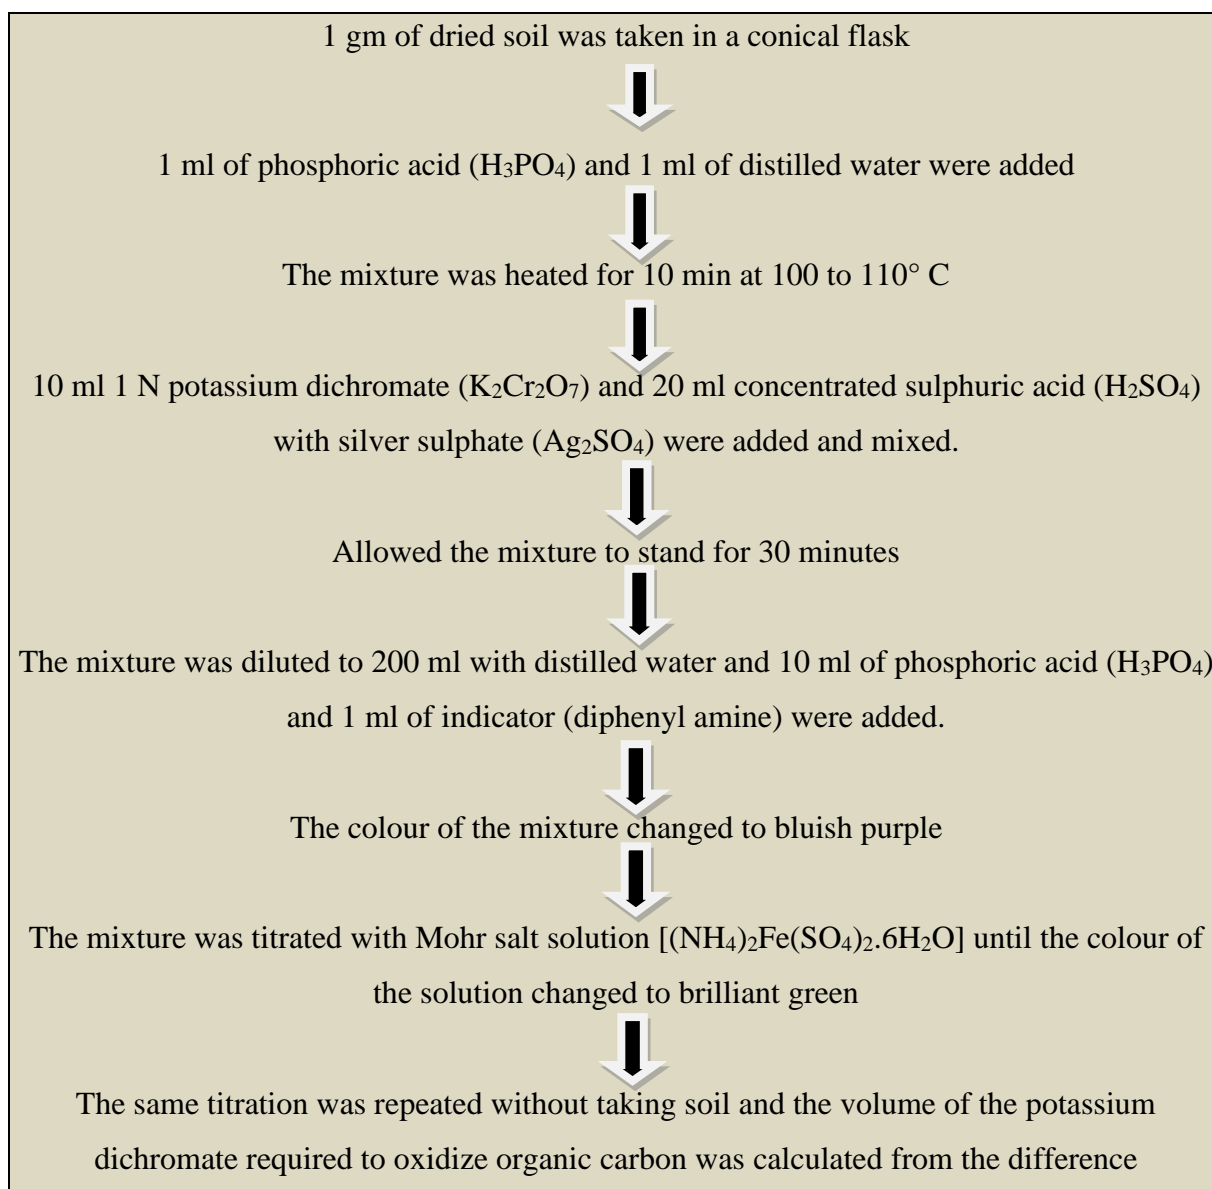 1 gm of dried soil was taken in a conical flask
1 ml of phosphoric acid (H₃PO₄) and 1 ml of distilled water were added
The mixture was heated for 10 min at 100 to 110° C
10 ml 1 N potassium dichromate (K₂Cr₂O₇) and 20 ml concentrated sulphuric acid (H₂SO₄)
with silver sulphate (Ag₂SO₄) were added and mixed.
Allowed the mixture to stand for 30 minutes
The mixture was diluted to 200 ml with distilled water and 10 ml of phosphoric acid (H₃PO₄)
and 1 ml of indicator (diphenyl amine) were added.
The colour of the mixture changed to bluish purple
The mixture was titrated with Mohr salt solution [(NH₄)₂Fe(SO₄)₂.6H₂O] until the colour of
the solution changed to brilliant green
The same titration was repeated without taking soil and the volume of the potassium
dichromate required to oxidize organic carbon was calculated from the difference